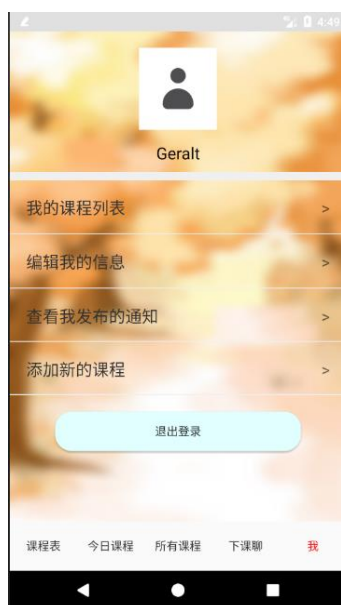 4:49
Geralt
我的课程列表 >
编辑我的信息 >
查看我发布的通知 >
添加新的课程 >
退出登录
课程表 今日课程 所有课程 下课聊 我